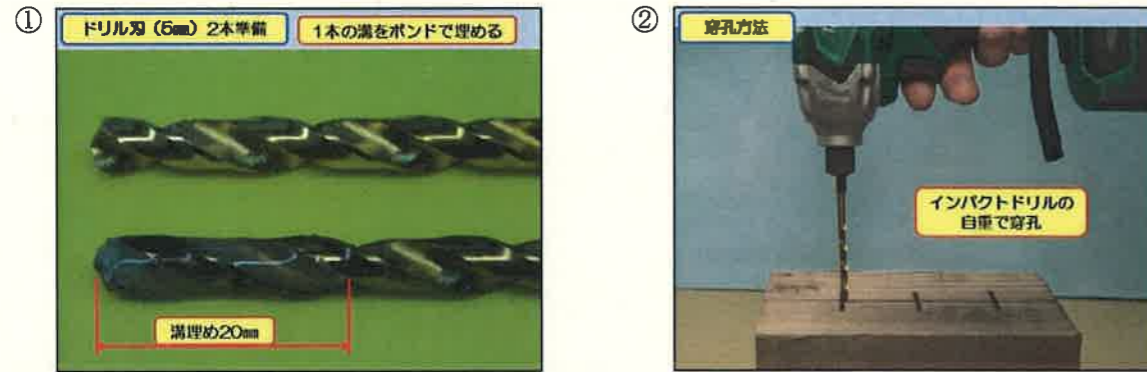 ①
ドリル刃（5㎜）2本準備
1本の溝をボンドで埋める
溝埋め20㎜
②
穿孔方法
インパクトドリルの
自重で穿孔